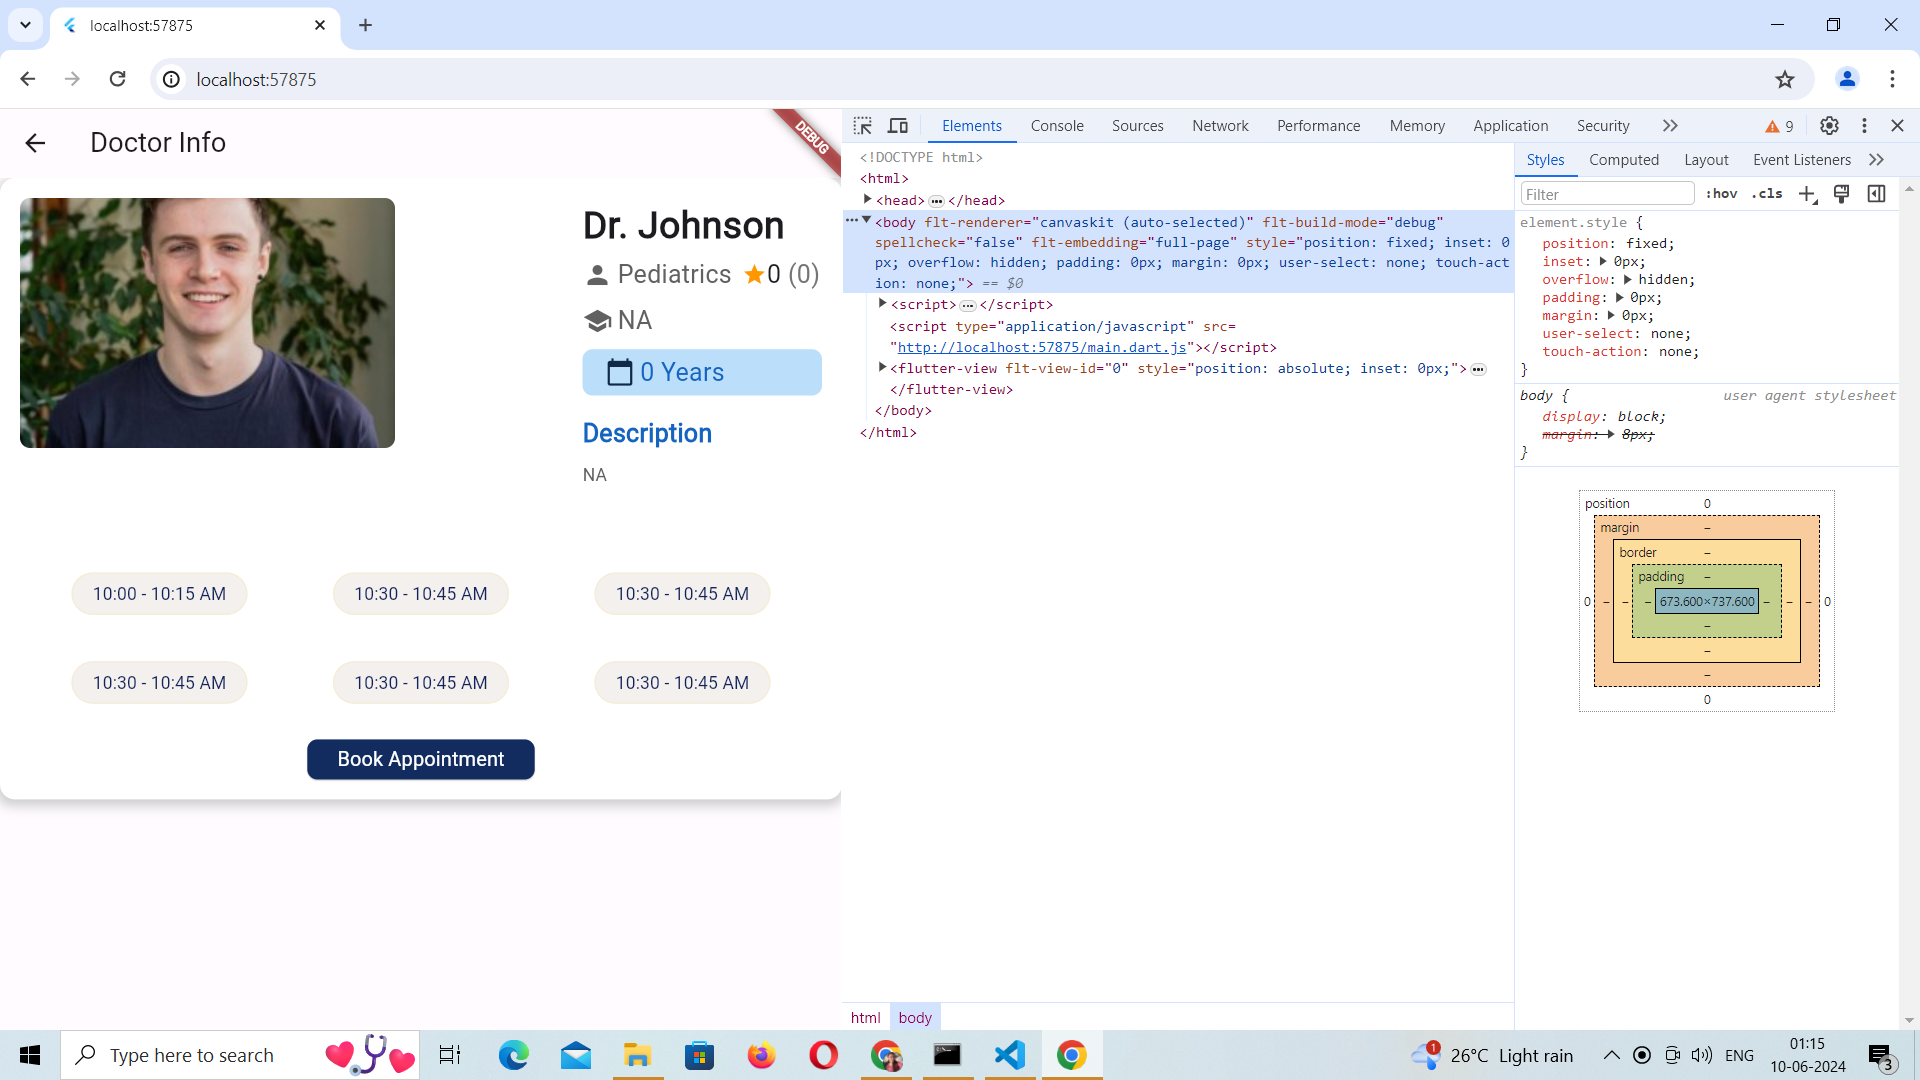 localhost:57875
localhost:57875
Doctor Info
DEBUG
Dr. Johnson
Pediatrics 0 (0)
NA
0 Years
Description
NA
10:00 - 10:15 AM 10:30 - 10:45 AM 10:30 - 10:45 AM
10:30 - 10:45 AM 10:30 - 10:45 AM 10:30 - 10:45 AM
Book Appointment
Elements Console Sources Network Performance Memory Application Security 9
<!DOCTYPE html>
<html>
<head> … </head>
… <body flt-renderer="canvaskit (auto-selected)" flt-build-mode="debug"
spellcheck="false" flt-embedding="full-page" style="position: fixed; inset: 0
px; overflow: hidden; padding: 0px; margin: 0px; user-select: none; touch-act
ion: none;"> == $0
<script> … </script>
<script type="application/javascript" src=
"http://localhost:57875/main.dart.js"></script>
<flutter-view flt-view-id="0" style="position: absolute; inset: 0px;"> …
</flutter-view>
</body>
</html>
html body
Styles Computed Layout Event Listeners
Filter :hov .cls
element.style {
position: fixed;
inset: 0px;
overflow: hidden;
padding: 0px;
margin: 0px;
user-select: none;
touch-action: none;
}
body { user agent stylesheet
display: block;
margin: 8px;
}
position 0
margin –
border –
padding –
0 – – – 673.600×737.600 – – – 0
–
–
–
0
Type here to search
1 26°C Light rain ENG
01:15
10-06-2024
3